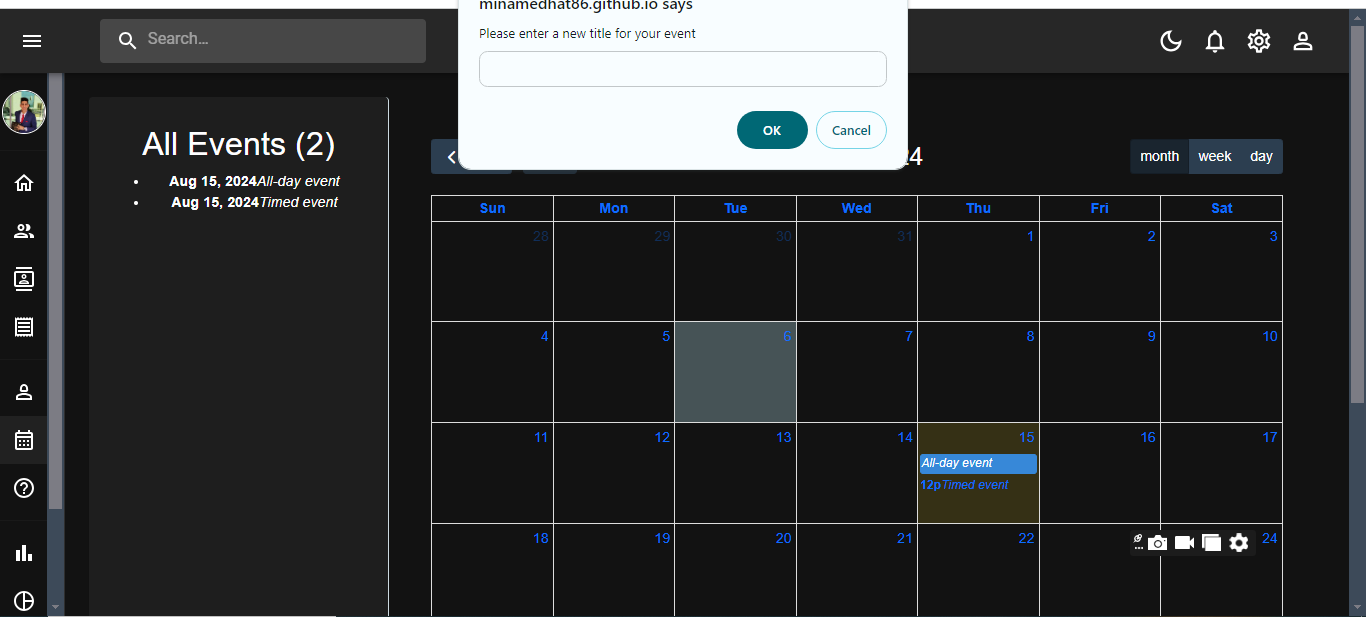 minamedhat86.github.io says
Please enter a new title for your event
OK
Cancel
Search...
All Events (2)
Aug 15, 2024All-day event
Aug 15, 2024Timed event
24
month
week
day
Sun
Mon
Tue
Wed
Thu
Fri
Sat
28
29
30
31
1
2
3
4
5
6
7
8
9
10
11
12
13
14
15
16
17
All-day event
12pTimed event
18
19
20
21
22
24